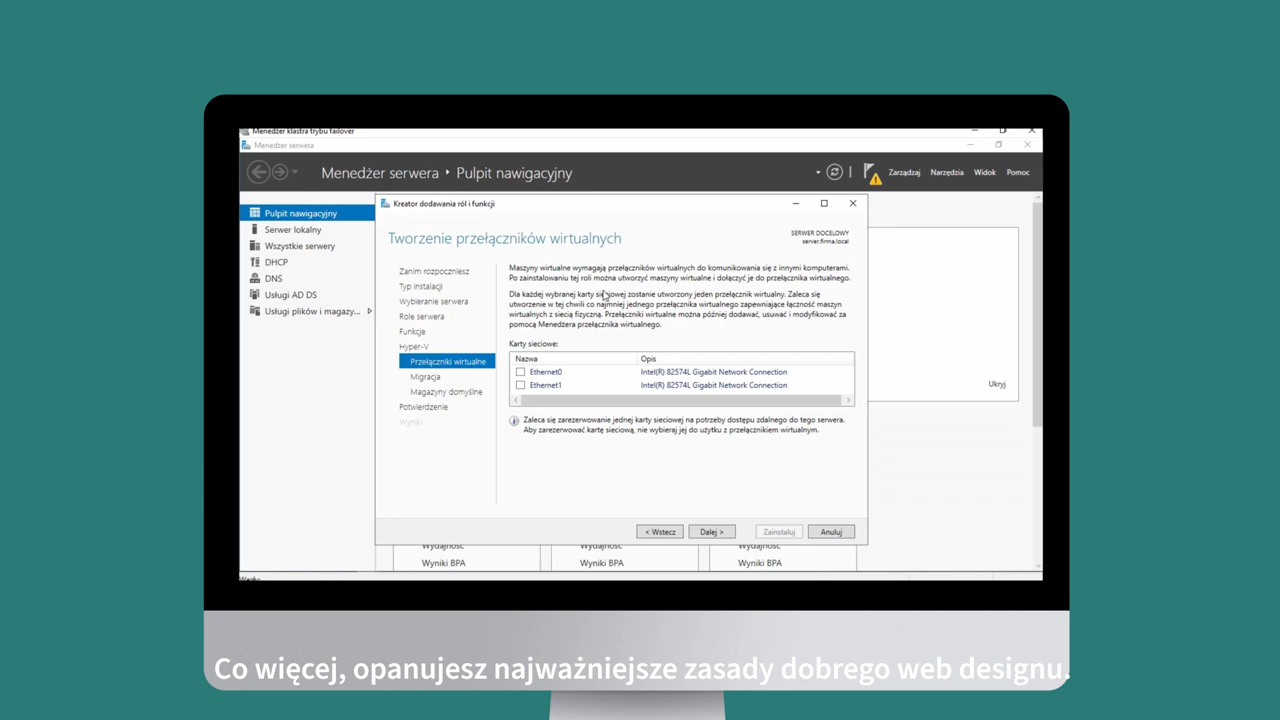 Menedżer klastra trybu failover
Menedżer serwera
Menedżer serwera ‣ Pulpit nawigacyjny
Zarządzaj Narzędzia Widok Pomoc
Pulpit nawigacyjny
Serwer lokalny
Wszystkie serwery
DHCP
DNS
Usługi AD DS
Usługi plików i magazy...
Kreator dodawania ról i funkcji
Tworzenie przełączników wirtualnych
SERWER DOCELOWY
server.firma.local
Zanim rozpoczniesz
Typ instalacji
Wybieranie serwera
Role serwera
Funkcje
Hyper-V
Przełączniki wirtualne
Migracja
Magazyny domyślne
Potwierdzenie
Wyniki
Maszyny wirtualne wymagają przełączników wirtualnych do komunikowania się z innymi komputerami.
Po zainstalowaniu tej roli można utworzyć maszyny wirtualne i dołączyć je do przełącznika wirtualnego.
Dla każdej wybranej karty sieciowej zostanie utworzony jeden przełącznik wirtualny. Zaleca się
utworzenie w tej chwili co najmniej jednego przełącznika wirtualnego zapewniające łączność maszyn
wirtualnych z siecią fizyczną. Przełączniki wirtualne można później dodawać, usuwać i modyfikować za
pomocą Menedżera przełącznika wirtualnego.
Karty sieciowe:
Nazwa Opis
Ethernet0 Intel(R) 82574L Gigabit Network Connection
Ethernet1 Intel(R) 82574L Gigabit Network Connection
Zaleca się zarezerwowanie jednej karty sieciowej na potrzeby dostępu zdalnego do tego serwera.
Aby zarezerwować kartę sieciową, nie wybieraj jej do użytku z przełącznikiem wirtualnym.
Ukryj
< Wstecz Dalej > Zainstaluj Anuluj
Wydajność Wydajność Wydajność
Wyniki BPA Wyniki BPA Wyniki BPA
Co więcej, opanujesz najważniejsze zasady dobrego web designu.